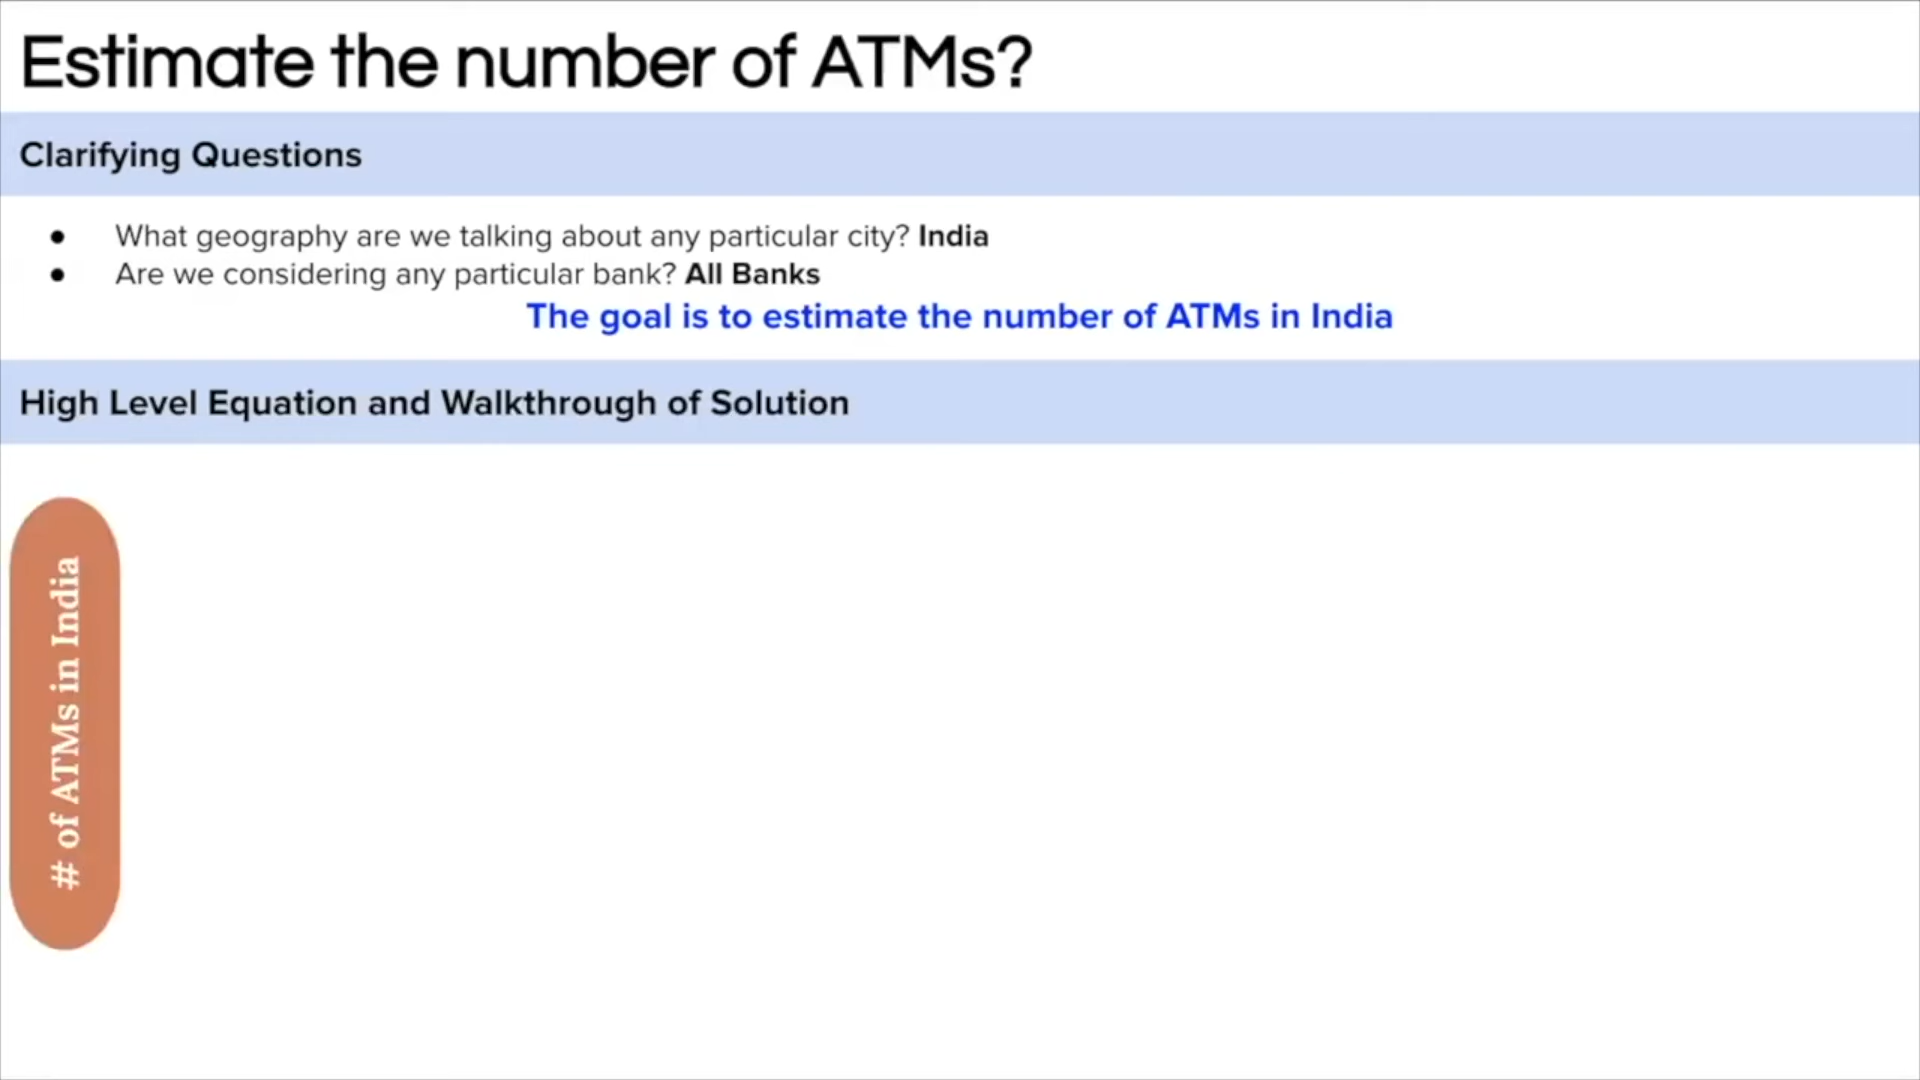 Estimate the number of ATMs?
Clarifying Questions
● What geography are we talking about any particular city? India
● Are we considering any particular bank? All Banks
The goal is to estimate the number of ATMs in India
High Level Equation and Walkthrough of Solution
# of ATMs in India